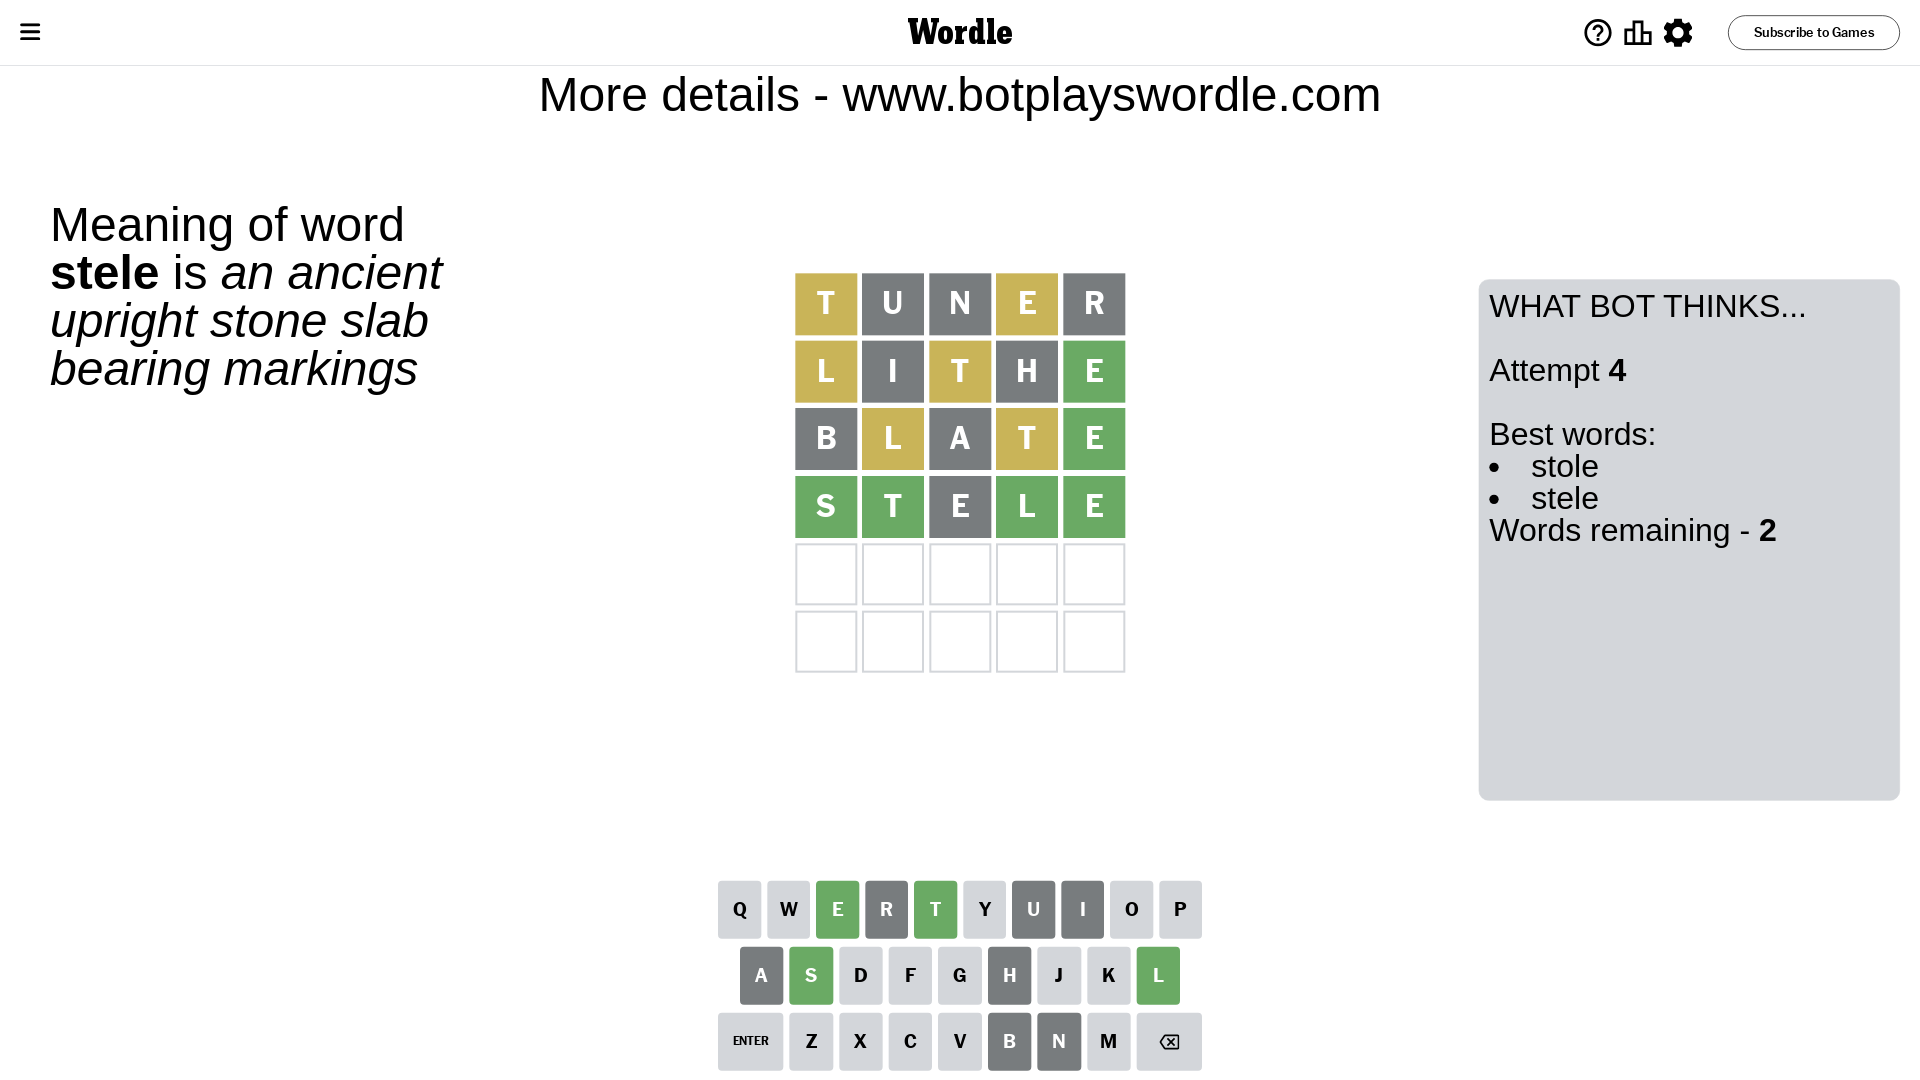 Wordle
Subscribe to Games
More details - www.botplayswordle.com
Meaning of word
stele is an ancient
upright stone slab
bearing markings
T U N E R
L I T H E
B L A T E
S T E L E
WHAT BOT THINKS...
Attempt 4
Best words:
• stole
• stele
Words remaining - 2
Q W E R T Y U I O P
A S D F G H J K L
ENTER Z X C V B N M